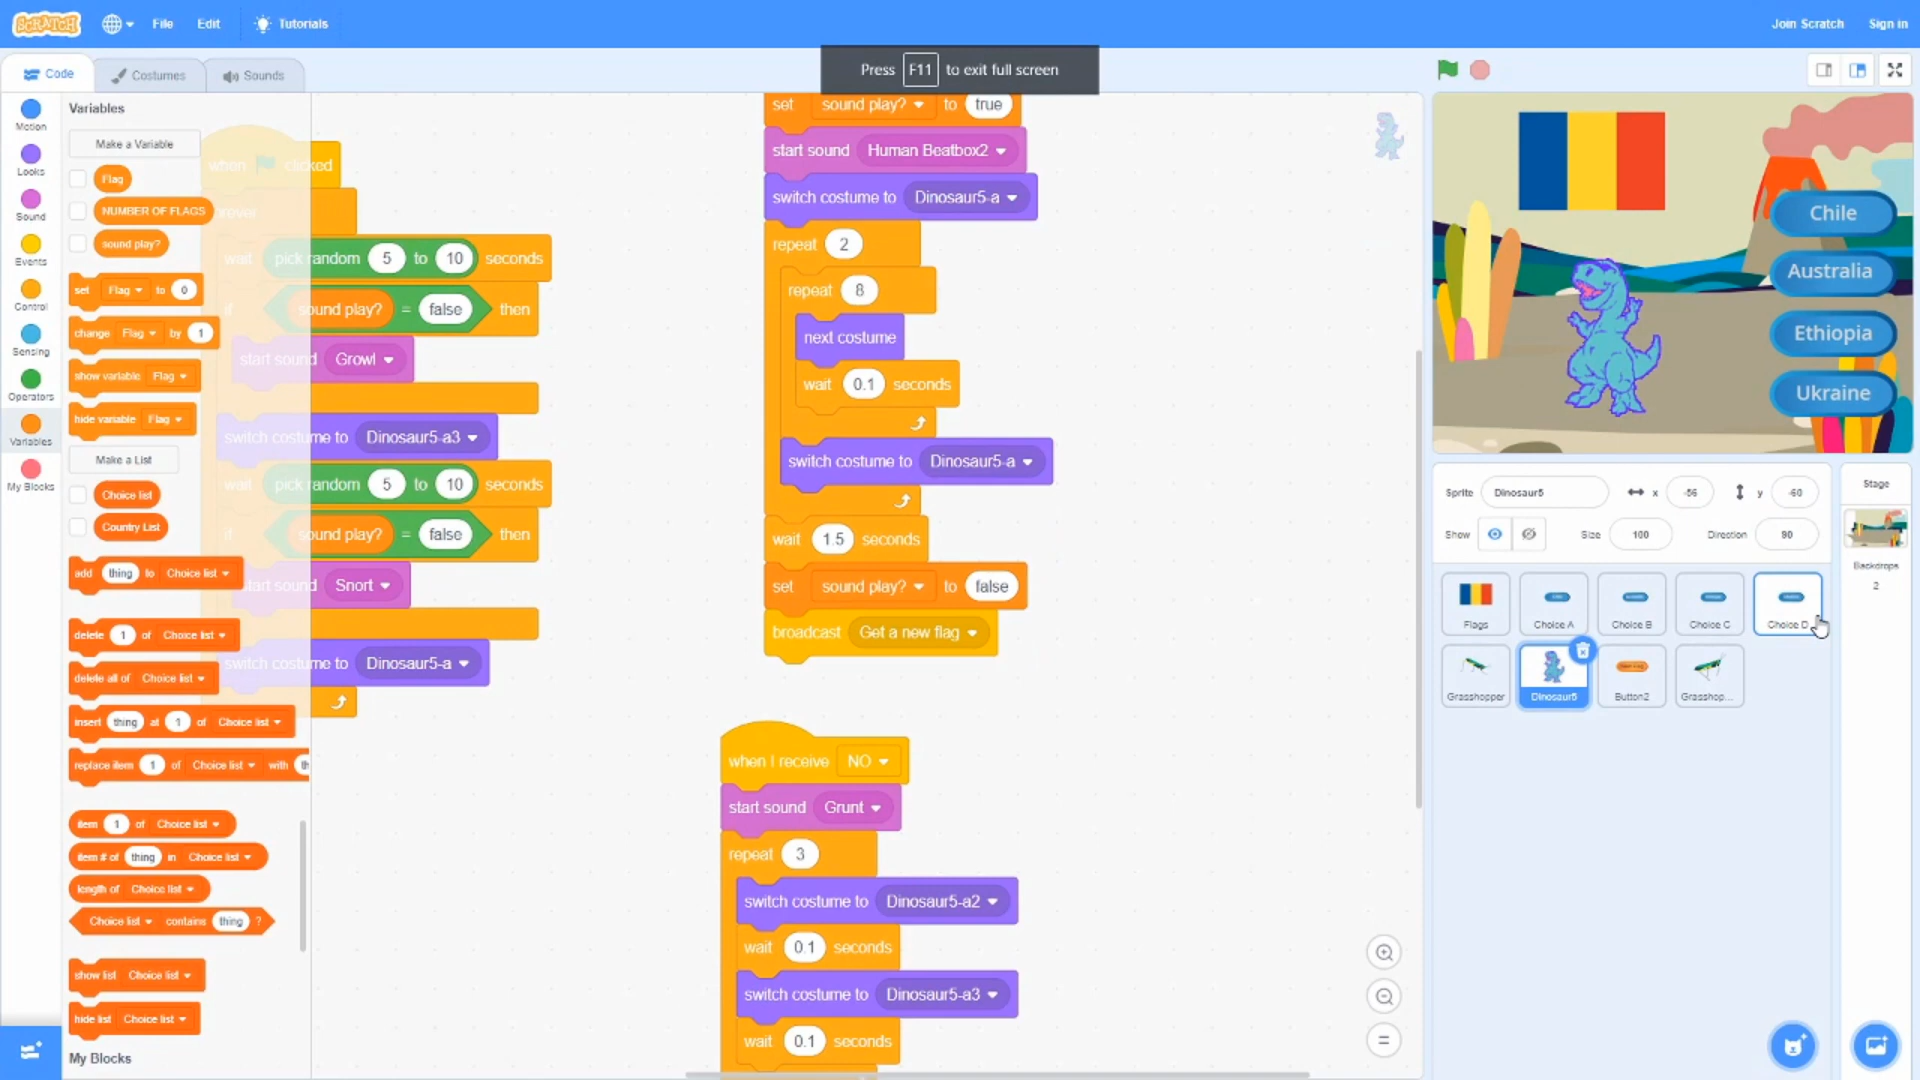 SCRATCH
File
Edit
Tutorials
Join Scratch
Sign in
Code
Costumes
Sounds
Press F11 to exit full screen
Motion
Looks
Sound
Events
Control
Sensing
Operators
Variables
My Blocks
Variables
Make a Variable
Flag
NUMBER OF FLAGS
sound play?
set Flag to 0
change Flag by 1
show variable Flag
hide variable Flag
Make a List
Choice list
Country List
add thing to Choice list
delete 1 of Choice list
delete all of Choice list
insert thing at 1 of Choice list
replace item 1 of Choice list with
item 1 of Choice list
item # of thing in Choice list
length of Choice list
Choice list contains thing ?
show list Choice list
hide list Choice list
My Blocks
when clicked
wait pick random 5 to 10 seconds
if sound play? = false then
start sound Growl
switch costume to Dinosaur5-a3
wait pick random 5 to 10 seconds
if sound play? = false then
start sound Snort
switch costume to Dinosaur5-a
set sound play? to true
start sound Human Beatbox2
switch costume to Dinosaur5-a
repeat 2
repeat 8
next costume
wait 0.1 seconds
switch costume to Dinosaur5-a
wait 1.5 seconds
set sound play? to false
broadcast Get a new flag
when I receive NO
start sound Grunt
repeat 3
switch costume to Dinosaur5-a2
wait 0.1 seconds
switch costume to Dinosaur5-a3
wait 0.1 seconds
Chile
Australia
Ethiopia
Ukraine
Sprite Dinosaur5 x -56 y -60
Show Size 100 Direction 90
Flags
Choice A
Choice B
Choice C
Choice D
Grasshopper
Dinosaur5
Button2
Grasshop...
Stage
Backdrops
2